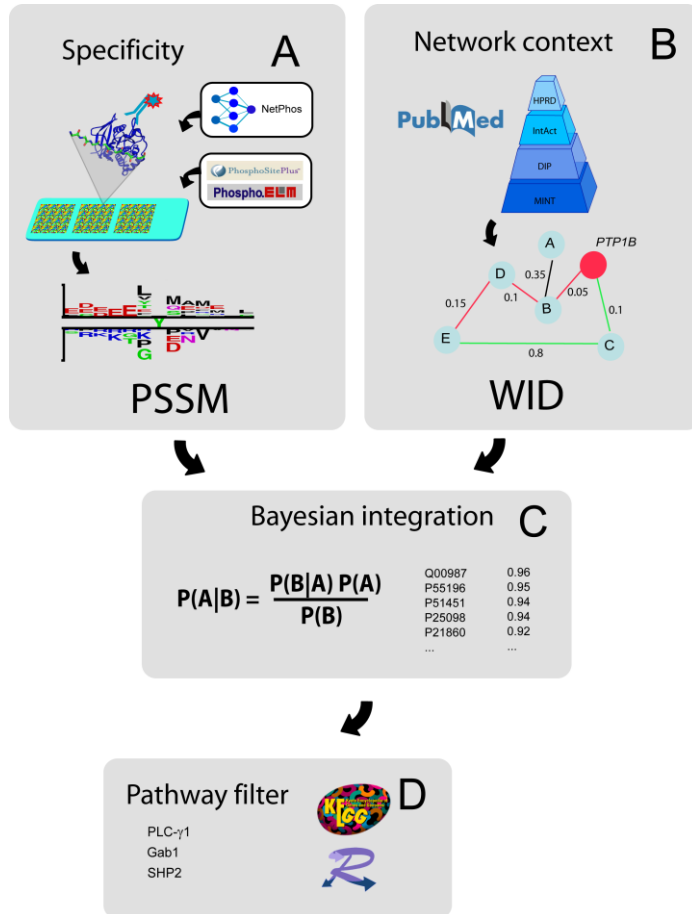 Specificity
A
NetPhos
PhosphoSitePlus
Phospho.ELM
PSSM
Network context
B
PubMed
HPRD
IntAct
DIP
MINT
PTP1B
A
D
B
E
C
0.35
0.05
0.1
0.15
0.1
0.8
WID
Bayesian integration
C
P(A|B) = P(B|A) P(A)
P(B)
Q00987 0.96
P55196 0.95
P51451 0.94
P25098 0.94
P21860 0.92
... ...
Pathway filter
D
PLC-γ1
Gab1
SHP2
KEGG
R